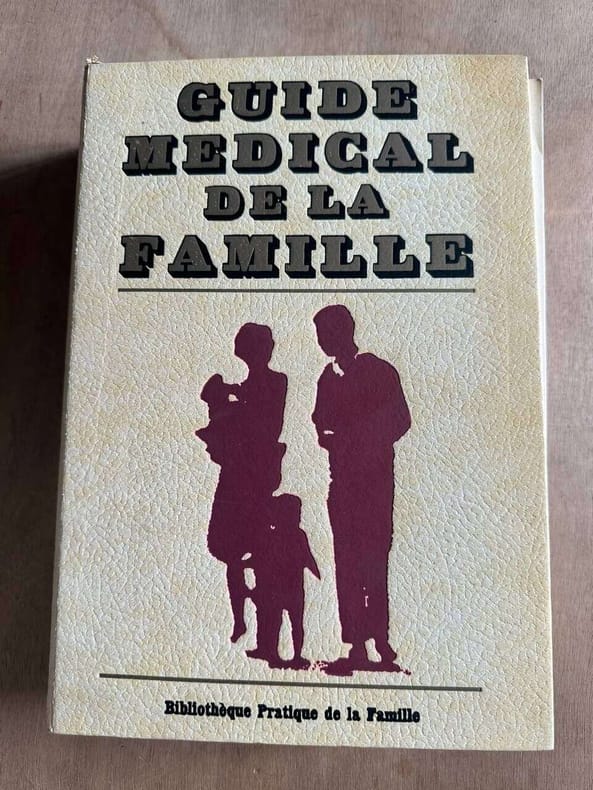 GUIDE
MEDICAL
DE LA
FAMILLE
Bibliothèque Pratique de la Famille